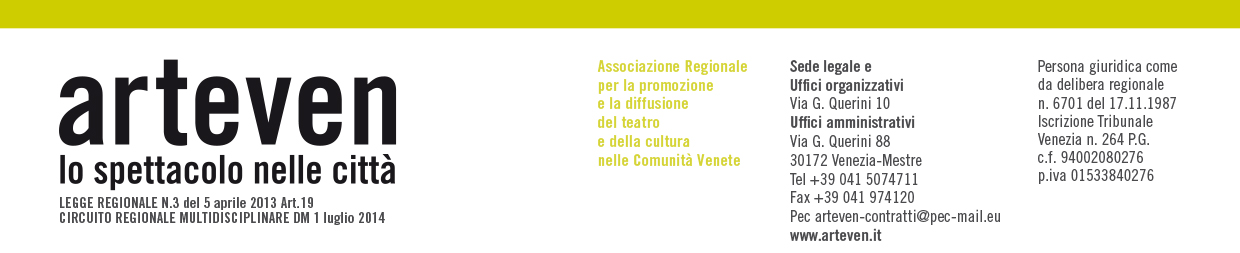 arteven
lo spettacolo nelle città
LEGGE REGIONALE N.3 del 5 aprile 2013 Art.19
CIRCUITO REGIONALE MULTIDISCIPLINARE DM 1 luglio 2014
Associazione Regionale
per la promozione
e la diffusione
del teatro
e della cultura
nelle Comunità Venete
Sede legale e
Uffici organizzativi
Via G. Querini 10
Uffici amministrativi
Via G. Querini 88
30172 Venezia-Mestre
Tel +39 041 5074711
Fax +39 041 974120
Pec arteven-contratti@pec-mail.eu
www.arteven.it
Persona giuridica come
da delibera regionale
n. 6701 del 17.11.1987
Iscrizione Tribunale
Venezia n. 264 P.G.
c.f. 94002080276
p.iva 01533840276